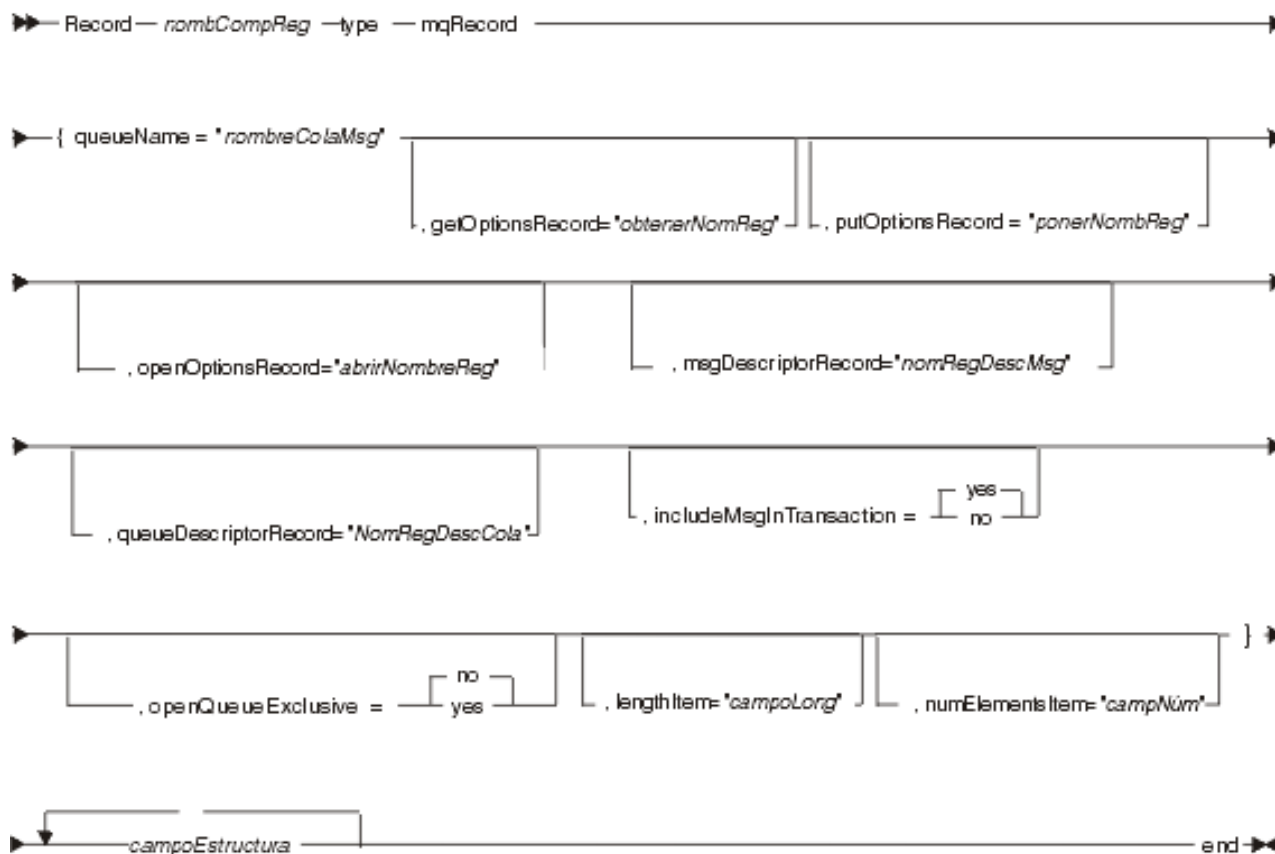 Record nombCompReg type mqRecord
{ queueName = "nombreColaMsg"
, getOptionsRecord="obtenerNomReg" , putOptionsRecord = "ponerNombReg"
, openOptionsRecord="abrirNombreReg" , msgDescriptorRecord="nomRegDescMsg"
yes
, queueDescriptorRecord="NomRegDescCola" , includeMsgInTransaction = no
}
no
, openQueueExclusive = yes , lengthItem="campoLong" , numElementsItem="campNúm"
campoEstructura end